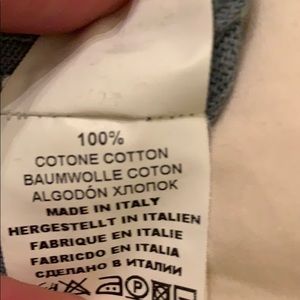 100%
COTONE COTTON
BAUMWOLLE COTON
ALGODÓN ХЛОПОК
MADE IN ITALY
HERGESTELLT IN ITALIEN
FABRIQUE EN ITALIE
FABRICADO EN ITALIA
СДЕЛАНО В ИТАЛИИ
P